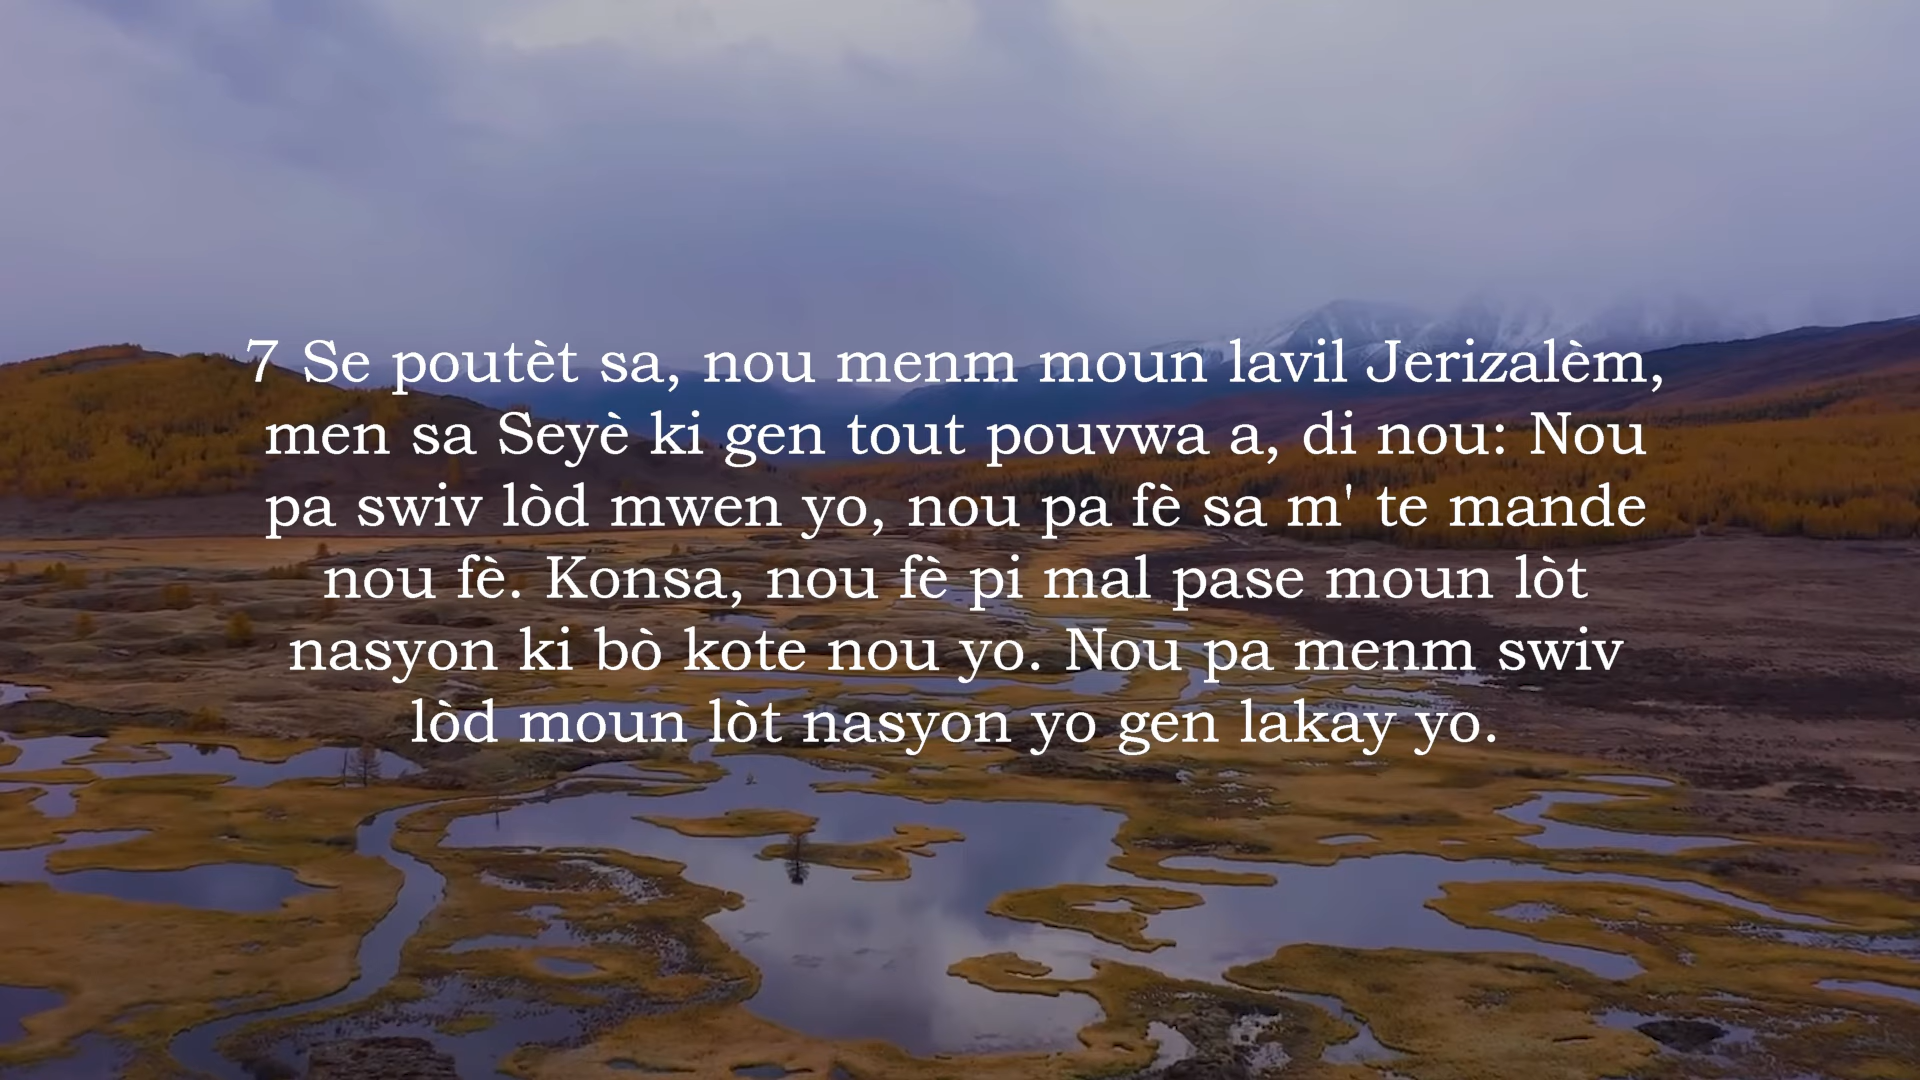 7 Se poutèt sa, nou menm moun lavil Jerizalèm,
men sa Seyè ki gen tout pouvwa a, di nou: Nou
pa swiv lòd mwen yo, nou pa fè sa m' te mande
nou fè. Konsa, nou fè pi mal pase moun lòt
nasyon ki bò kote nou yo. Nou pa menm swiv
lòd moun lòt nasyon yo gen lakay yo.